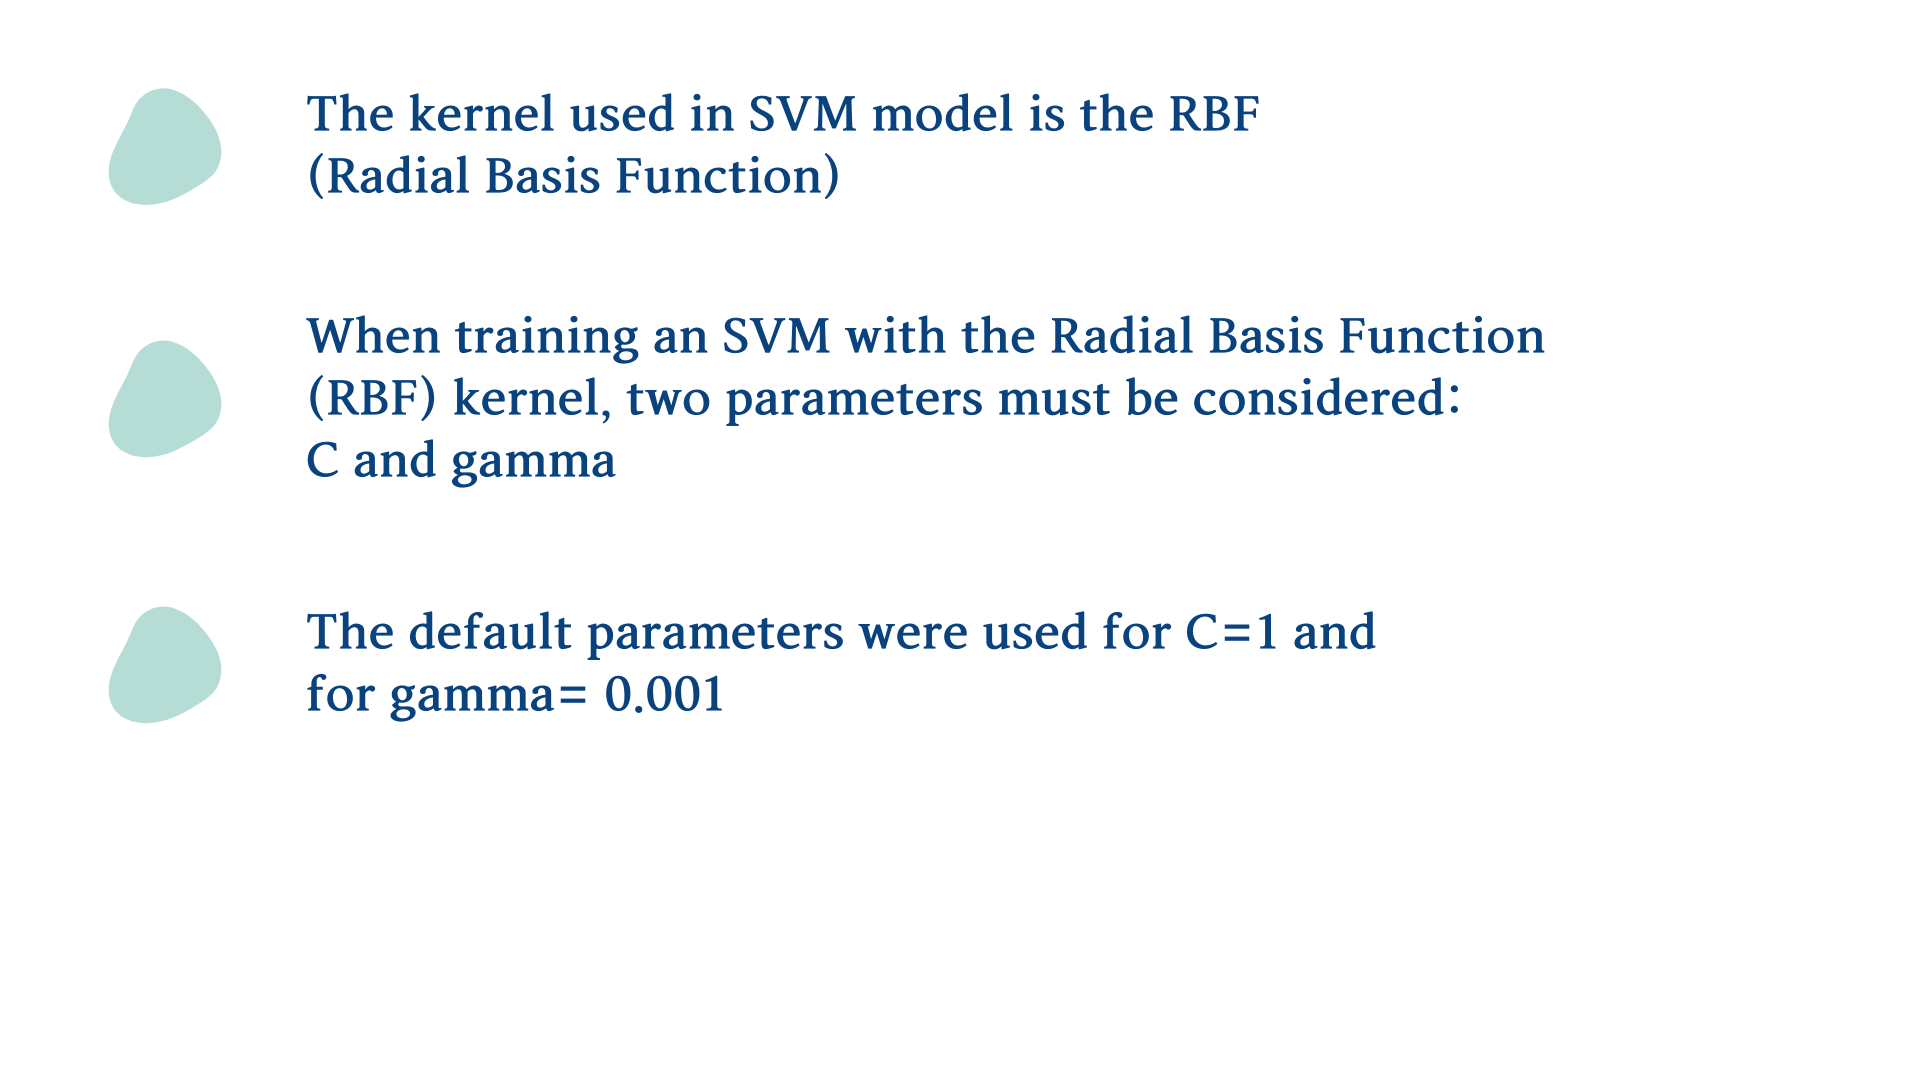 The kernel used in SVM model is the RBF
(Radial Basis Function)
When training an SVM with the Radial Basis Function
(RBF) kernel, two parameters must be considered:
C and gamma
The default parameters were used for C=1 and
for gamma= 0.001